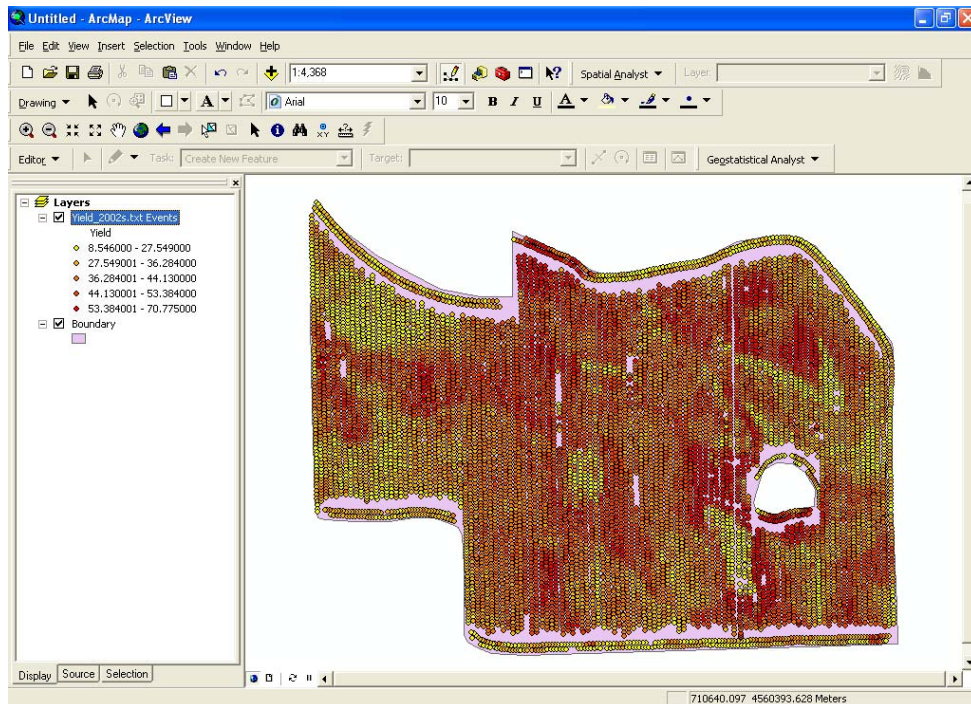 Untitled - ArcMap - ArcView
File Edit View Insert Selection Tools Window Help
1:4,368 Spatial Analyst Layer:
Drawing A Arial 10 B I U A
Editor Task: Create New Feature Target: Geostatistical Analyst
Layers
Yield_2002s.txt Events
Yield
8.546000 - 27.549000
27.549001 - 36.284000
36.284001 - 44.130000
44.130001 - 53.384000
53.384001 - 70.775000
Boundary
Display Source Selection
710640.097 4560393.628 Meters